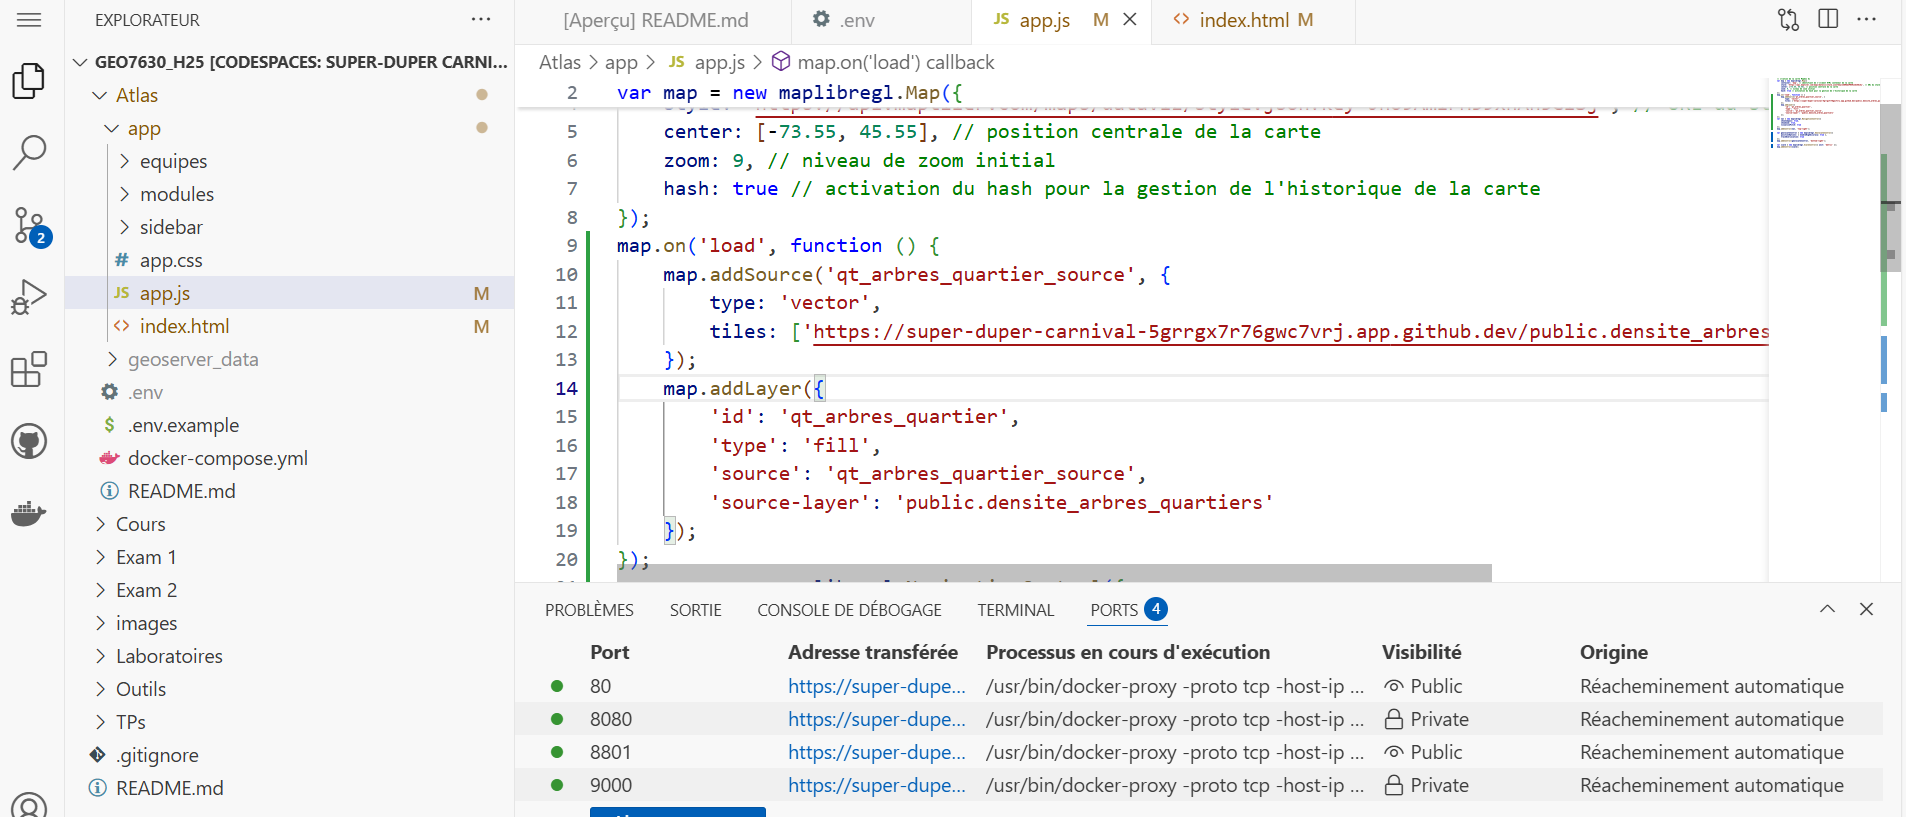 EXPLORATEUR
GEO7630_H25 [CODESPACES: SUPER-DUPER CARNI...
Atlas
app
equipes
modules
sidebar
# app.css
JS app.js M
<> index.html M
geoserver_data
.env
$ .env.example
docker-compose.yml
README.md
Cours
Exam 1
Exam 2
images
Laboratoires
Outils
TPs
.gitignore
README.md
2
[Aperçu] README.md
.env
JS app.js M
<> index.html M
Atlas > app > JS app.js > map.on('load') callback
2 var map = new maplibregl.Map({
5 center: [-73.55, 45.55], // position centrale de la carte
6 zoom: 9, // niveau de zoom initial
7 hash: true // activation du hash pour la gestion de l'historique de la carte
8 });
9 map.on('load', function () {
10 map.addSource('qt_arbres_quartier_source', {
11 type: 'vector',
12 tiles: ['https://super-duper-carnival-5grrgx7r76gwc7vrj.app.github.dev/public.densite_arbres
13 });
14 map.addLayer({
15 'id': 'qt_arbres_quartier',
16 'type': 'fill',
17 'source': 'qt_arbres_quartier_source',
18 'source-layer': 'public.densite_arbres_quartiers'
19 });
20 });
PROBLÈMES SORTIE CONSOLE DE DÉBOGAGE TERMINAL PORTS 4
Port Adresse transférée Processus en cours d'exécution Visibilité Origine
80 https://super-dupe... /usr/bin/docker-proxy -proto tcp -host-ip ... Public Réacheminement automatique
8080 https://super-dupe... /usr/bin/docker-proxy -proto tcp -host-ip ... Private Réacheminement automatique
8801 https://super-dupe... /usr/bin/docker-proxy -proto tcp -host-ip ... Public Réacheminement automatique
9000 https://super-dupe... /usr/bin/docker-proxy -proto tcp -host-ip ... Private Réacheminement automatique